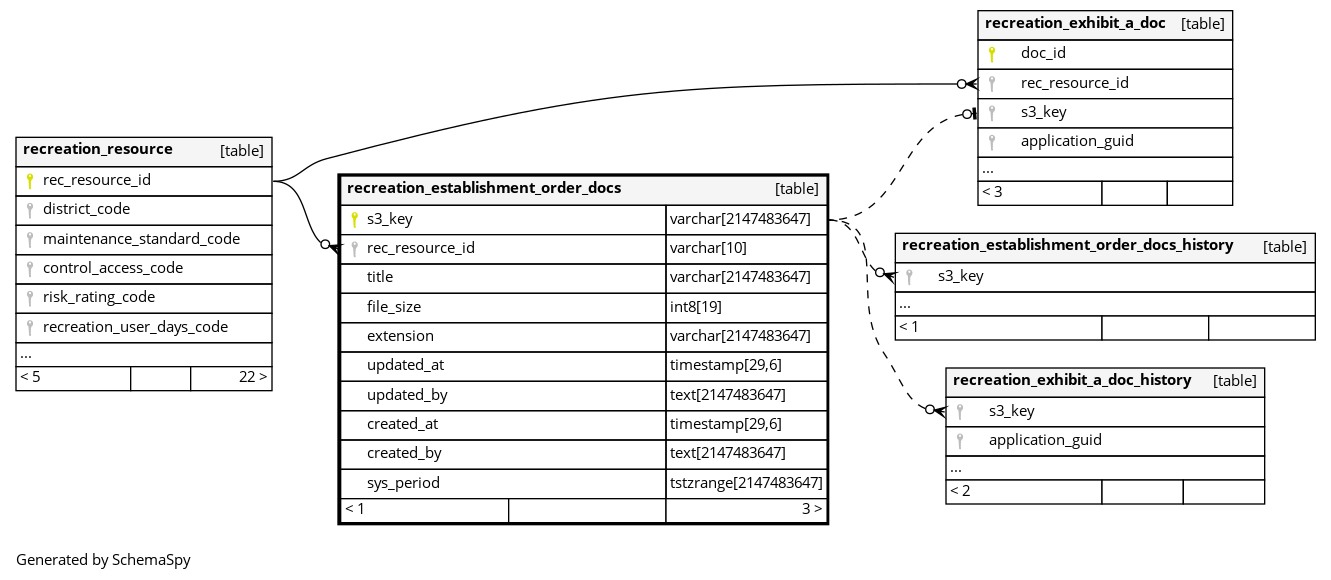 recreation_exhibit_a_doc [table]
doc_id
rec_resource_id
s3_key
application_guid
...
< 3
recreation_resource [table]
rec_resource_id
district_code
maintenance_standard_code
control_access_code
risk_rating_code
recreation_user_days_code
...
< 5 22 >
recreation_establishment_order_docs [table]
s3_key varchar[2147483647]
rec_resource_id varchar[10]
title varchar[2147483647]
file_size int8[19]
extension varchar[2147483647]
updated_at timestamp[29,6]
updated_by text[2147483647]
created_at timestamp[29,6]
created_by text[2147483647]
sys_period tstzrange[2147483647]
< 1 3 >
recreation_establishment_order_docs_history [table]
s3_key
...
< 1
recreation_exhibit_a_doc_history [table]
s3_key
application_guid
...
< 2
Generated by SchemaSpy